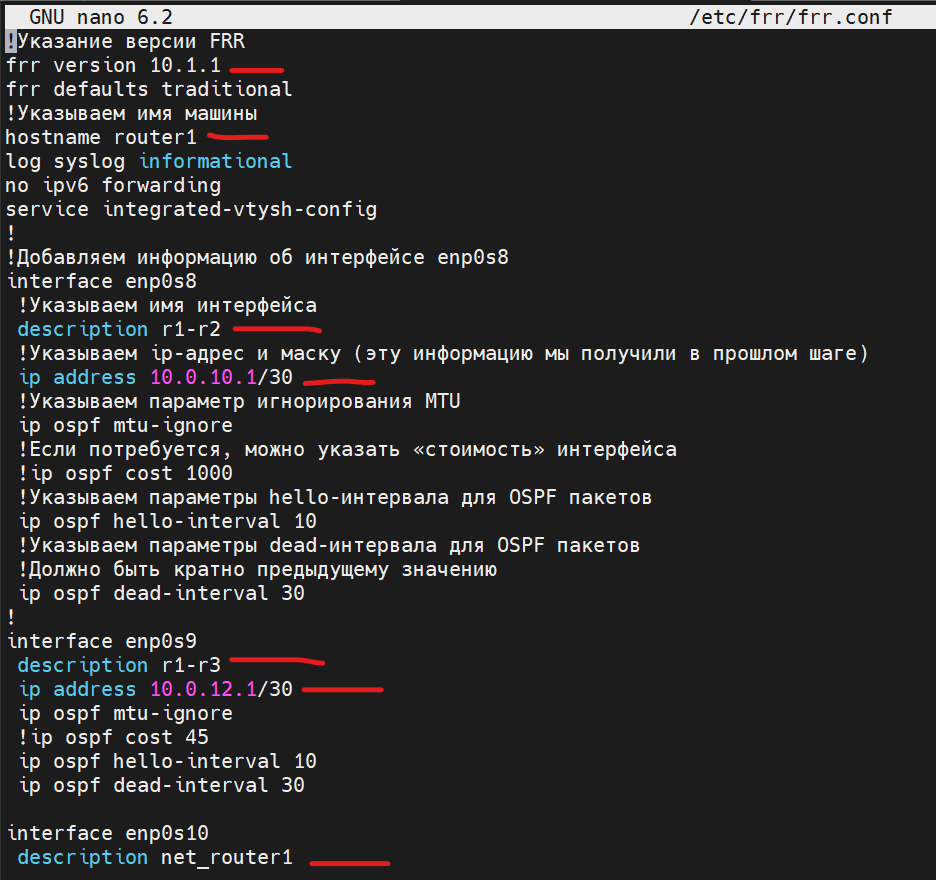 GNU nano 6.2 /etc/frr/frr.conf
!Указание версии FRR
frr version 10.1.1
frr defaults traditional
!Указываем имя машины
hostname router1
log syslog informational
no ipv6 forwarding
service integrated-vtysh-config
!
!Добавляем информацию об интерфейсе enp0s8
interface enp0s8
!Указываем имя интерфейса
description r1-r2
!Указываем ip-адрес и маску (эту информацию мы получили в прошлом шаге)
ip address 10.0.10.1/30
!Указываем параметр игнорирования MTU
ip ospf mtu-ignore
!Если потребуется, можно указать «стоимость» интерфейса
!ip ospf cost 1000
!Указываем параметры hello-интервала для OSPF пакетов
ip ospf hello-interval 10
!Указываем параметры dead-интервала для OSPF пакетов
!Должно быть кратно предыдущему значению
ip ospf dead-interval 30
!
interface enp0s9
description r1-r3
ip address 10.0.12.1/30
ip ospf mtu-ignore
!ip ospf cost 45
ip ospf hello-interval 10
ip ospf dead-interval 30
interface enp0s10
description net_router1